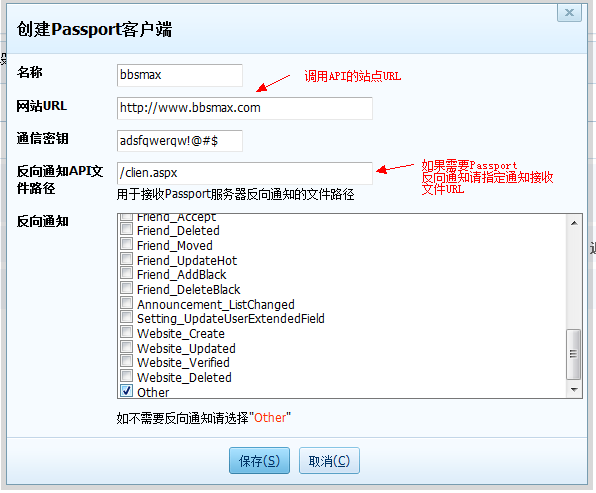 创建Passport客户端
名称
bbsmax
调用API的站点URL
网站URL
http://www.bbsmax.com
通信密钥
adsfqwerqw!@#$
反向通知API文
件路径
/clien.aspx
如果需要Passport
反向通知请指定通知接收
文件URL
用于接收Passport服务器反向通知的文件路径
反向通知
Friend_Accept
Friend_Deleted
Friend_Moved
Friend_UpdateHot
Friend_AddBlack
Friend_DeleteBlack
Announcement_ListChanged
Setting_UpdateUserExtendedField
Website_Create
Website_Updated
Website_Verified
Website_Deleted
Other
如不需要反向通知请选择"Other"
保存(S) 取消(C)